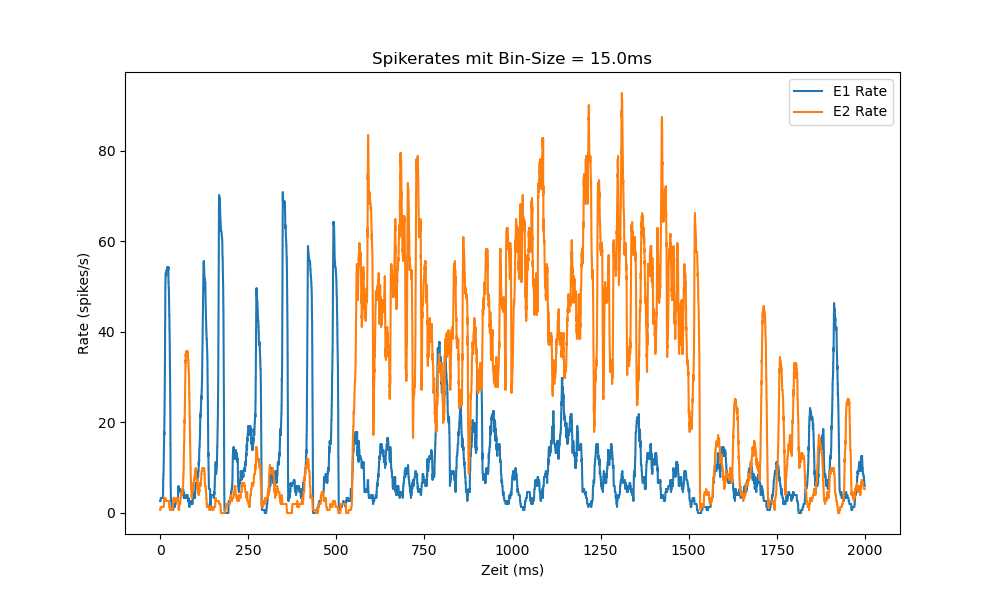 Spikerates mit Bin-Size = 15.0ms
E1 Rate
E2 Rate
Rate (spikes/s)
80
60
40
20
0
0 250 500 750 1000 1250 1500 1750 2000
Zeit (ms)